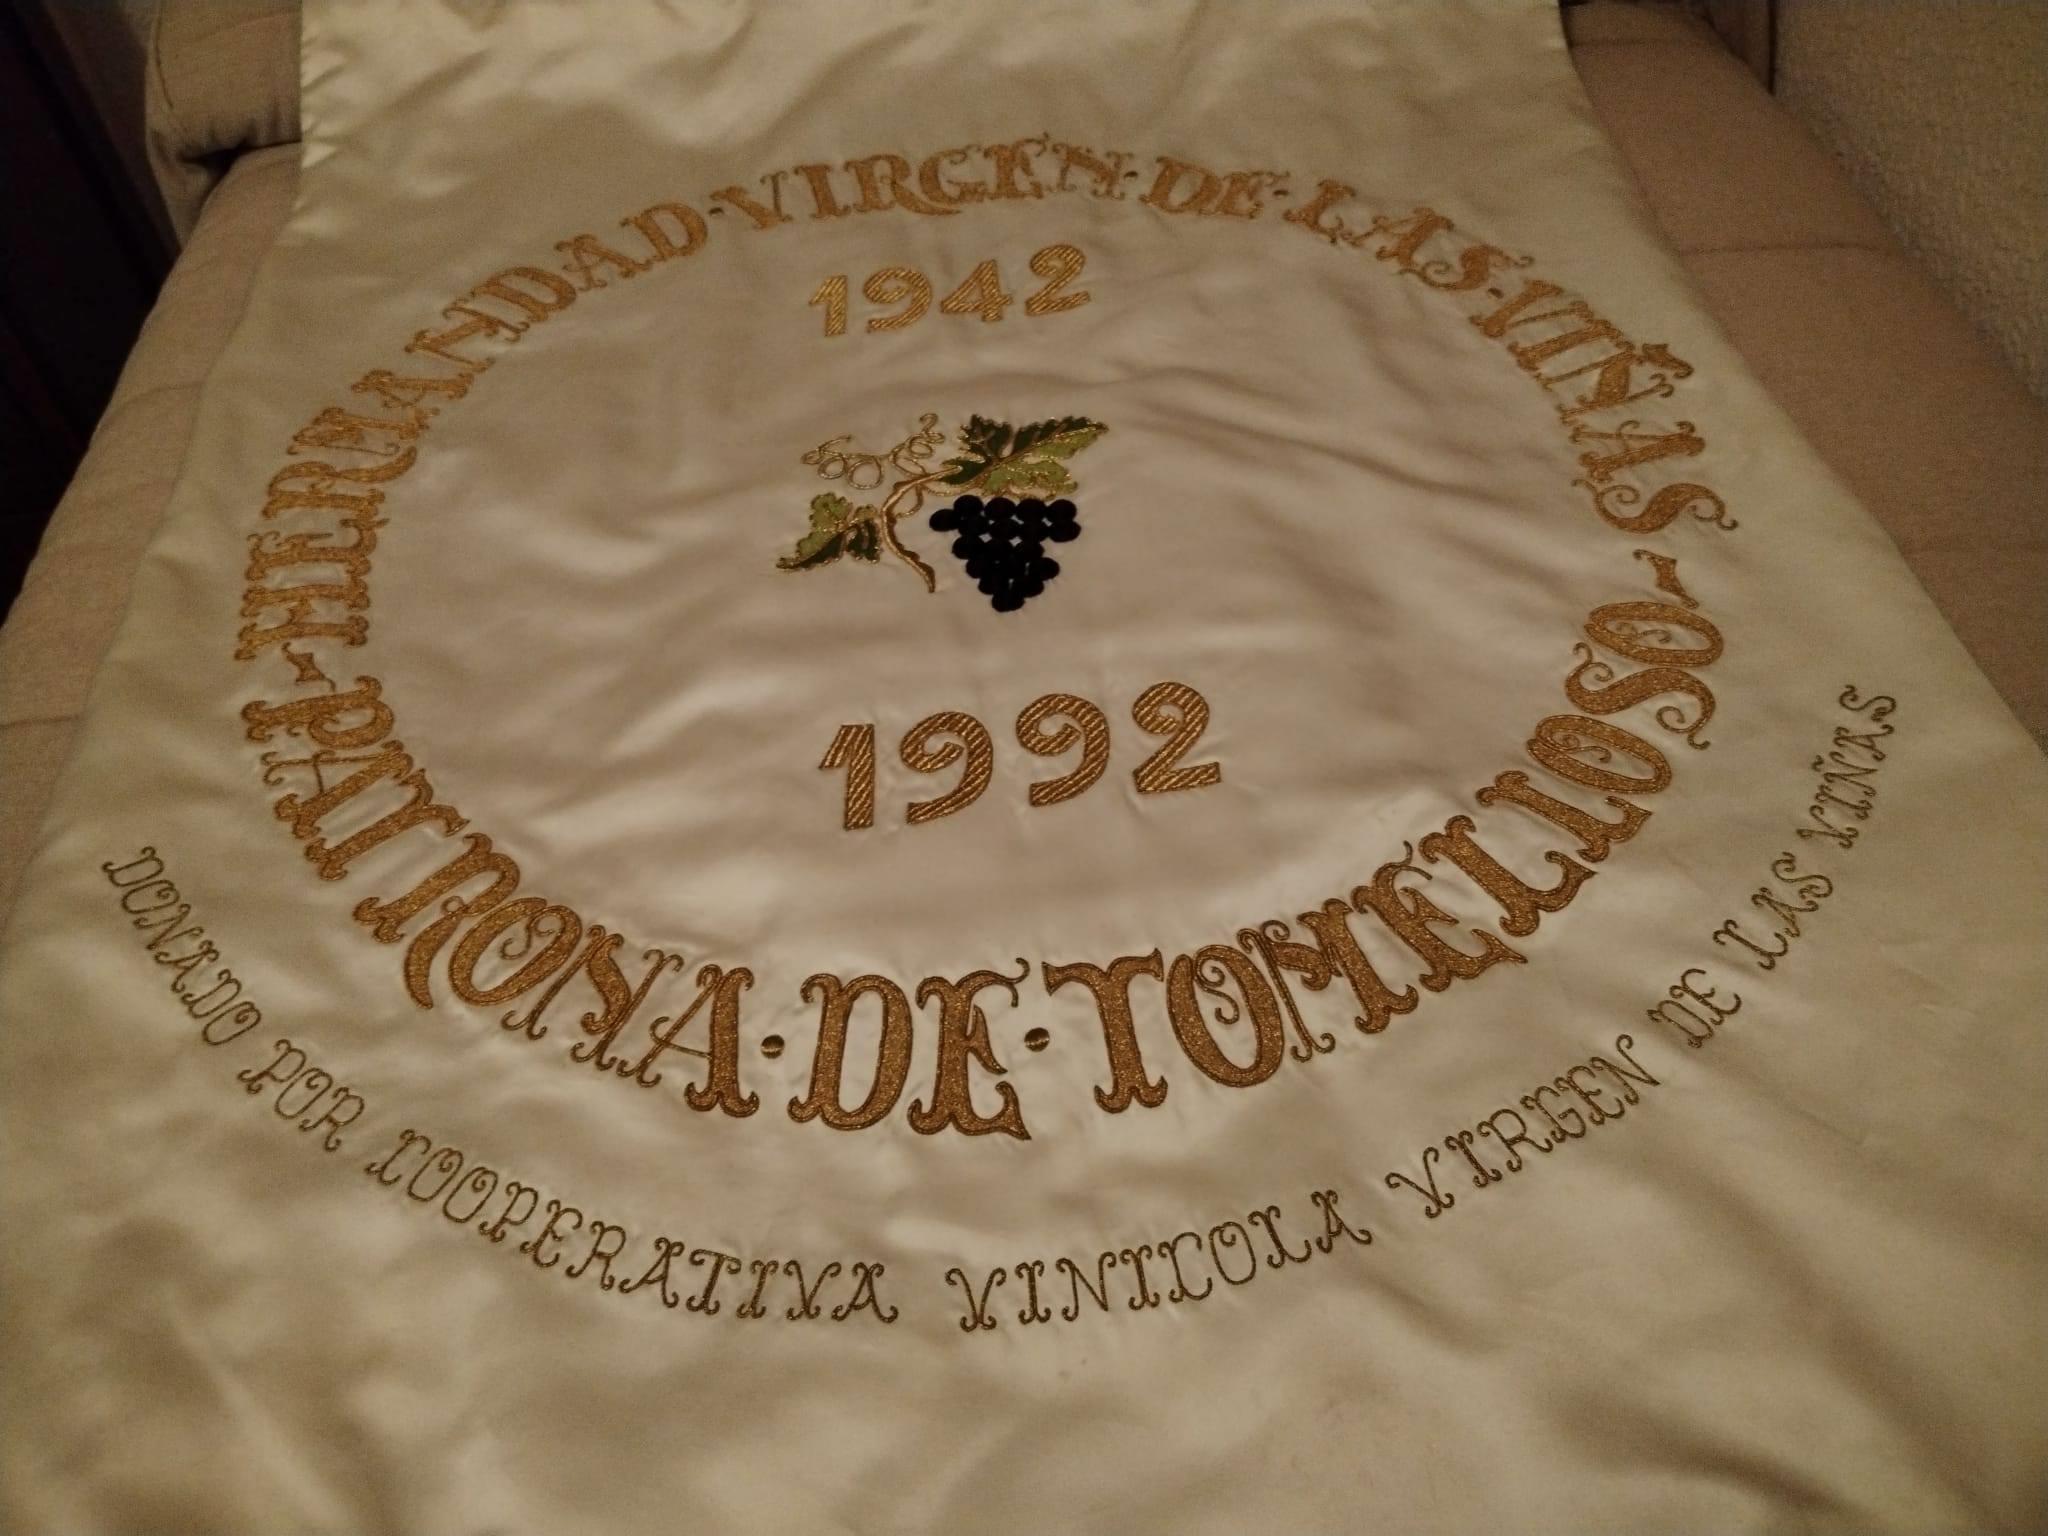 HERMANDAD·VIRGEN·DE·LAS·VIÑAS
1942
1992
-PATRONA·DE·TOMELLOSO-
DONADO POR COOPERATIVA VINICOLA VIRGEN DE LAS VIÑAS